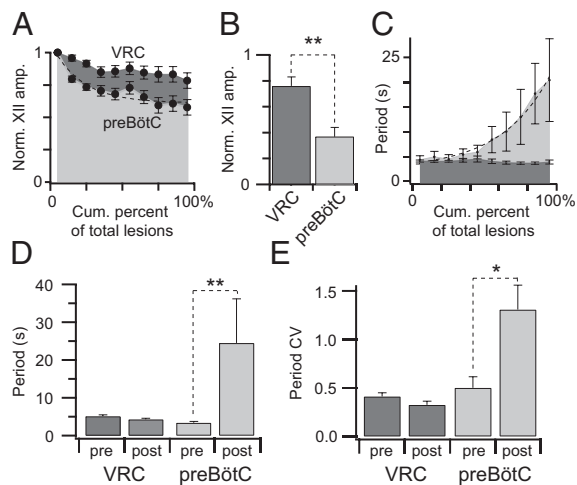 A
1
VRC
preBötC
Norm. XII amp.
0
0
100%
Cum. percent
of total lesions
B
**
1
Norm. XII amp.
0
VRC
preBötC
C
25
Period (s)
0
0
100%
Cum. percent
of total lesions
D
40
**
30
20
10
0
Period (s)
pre post pre post
VRC preBötC
E
*
1.5
1.0
0.5
0.0
Period CV
pre post pre post
VRC preBötC